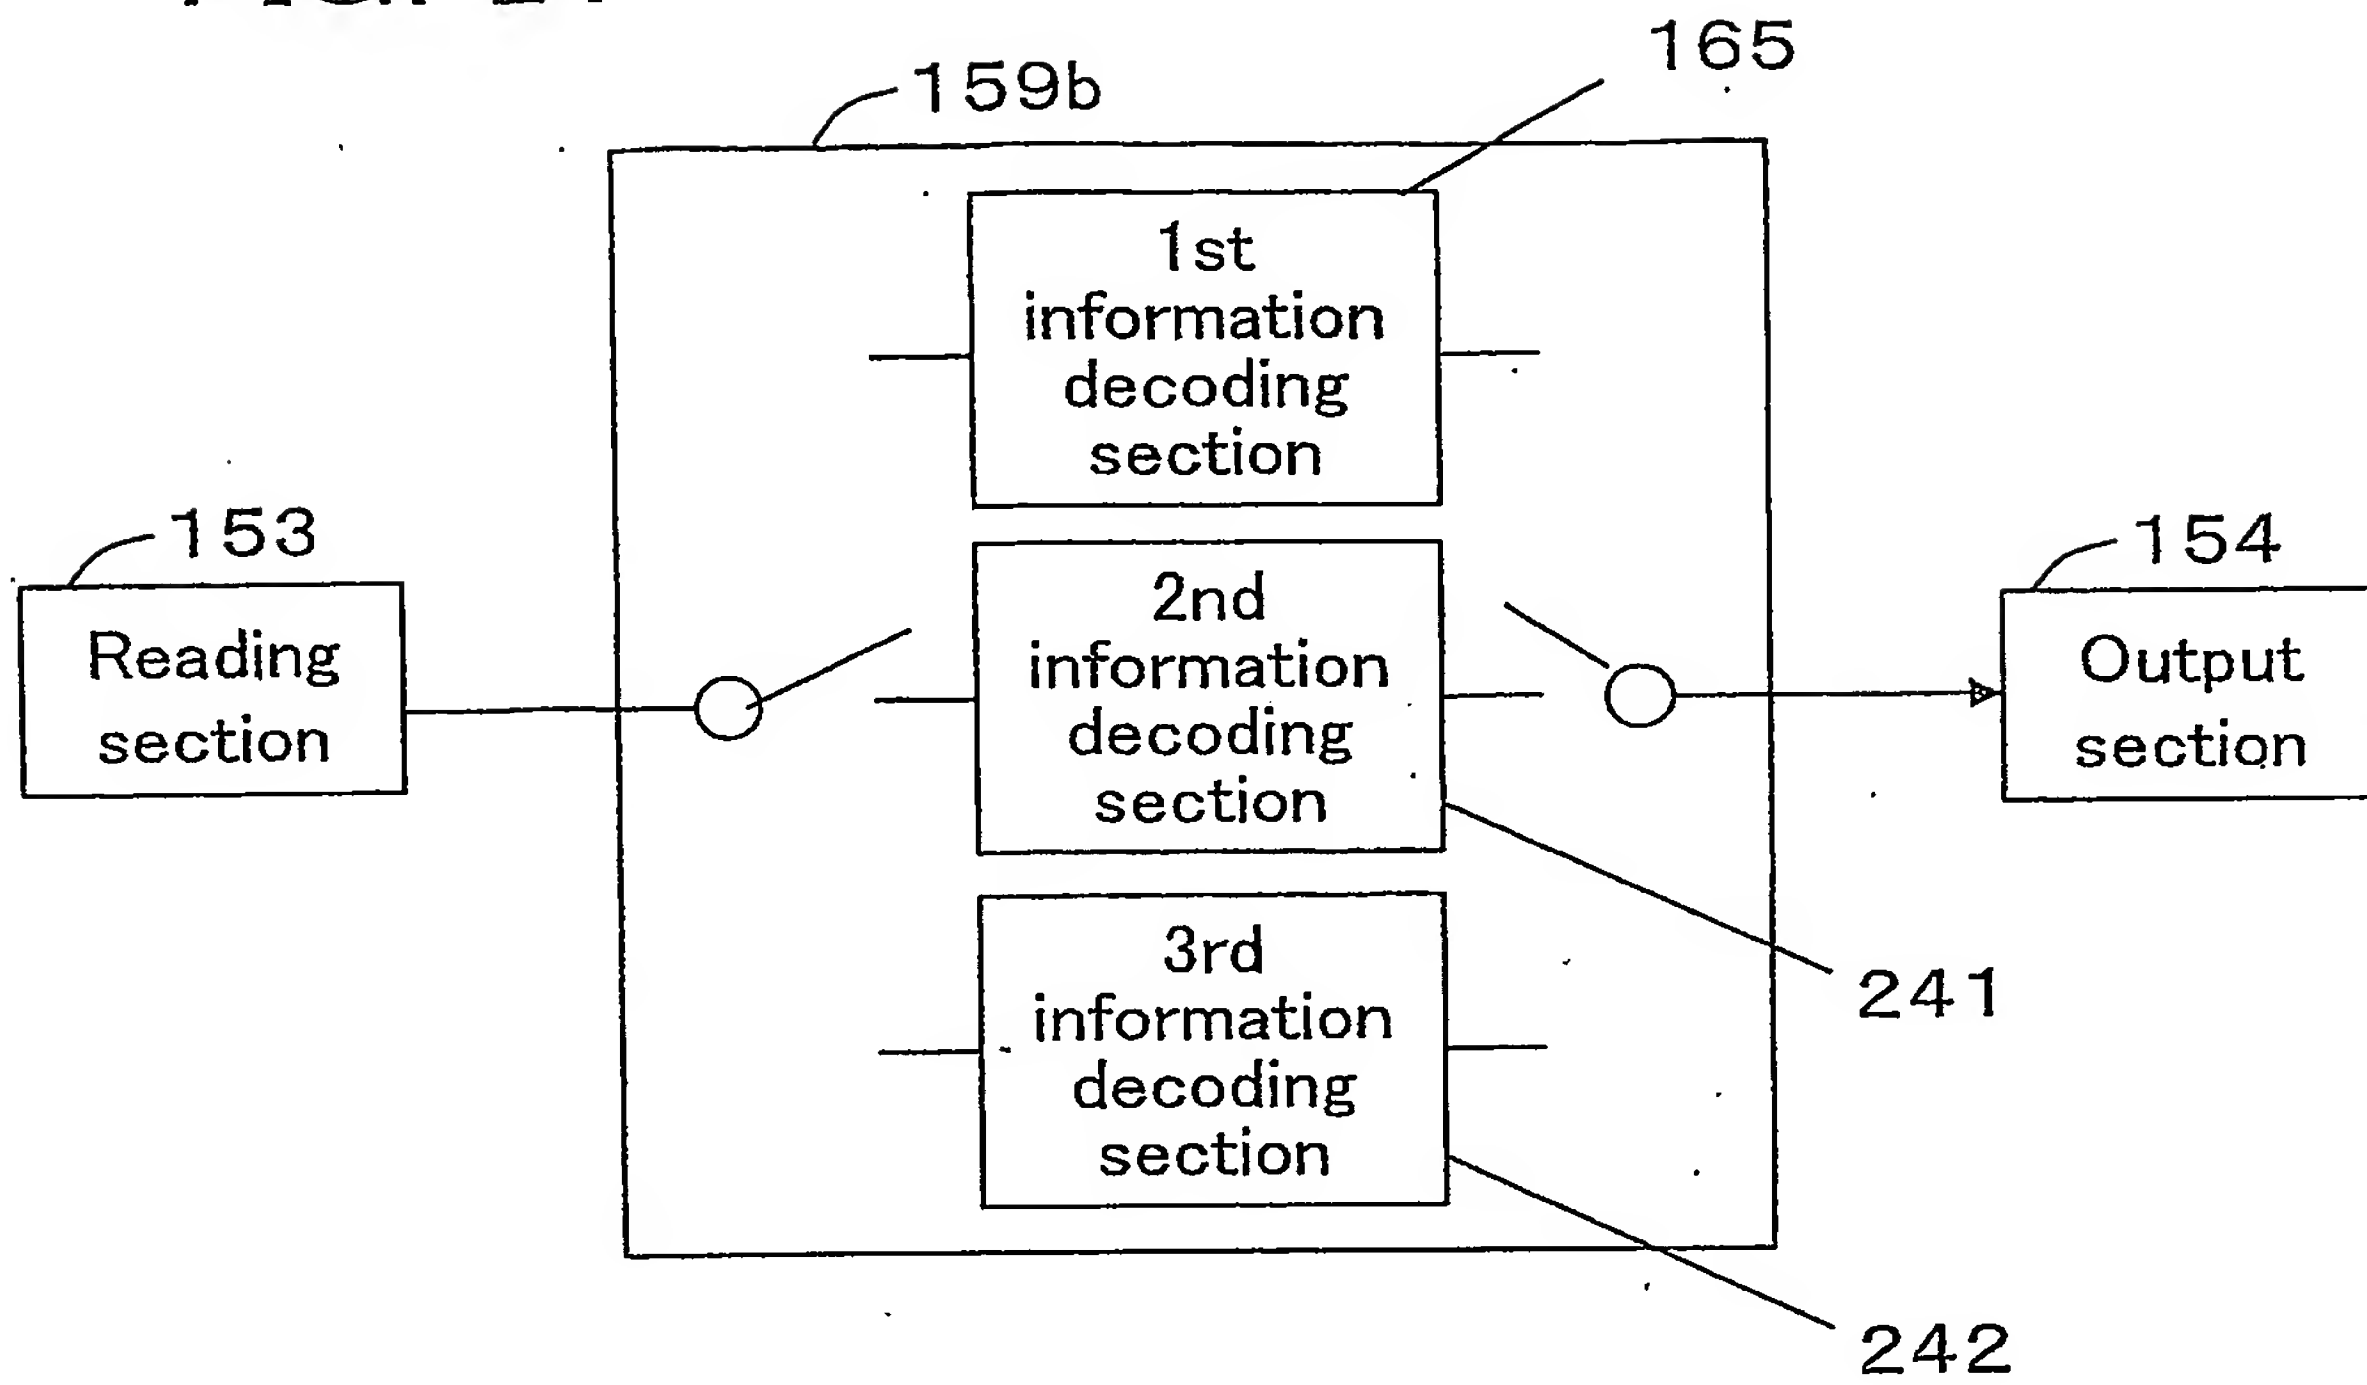 165
159b
1st
information
decoding
section
153
Reading
section
2nd
information
decoding
section
154
Output
section
241
3rd
information
decoding
section
242